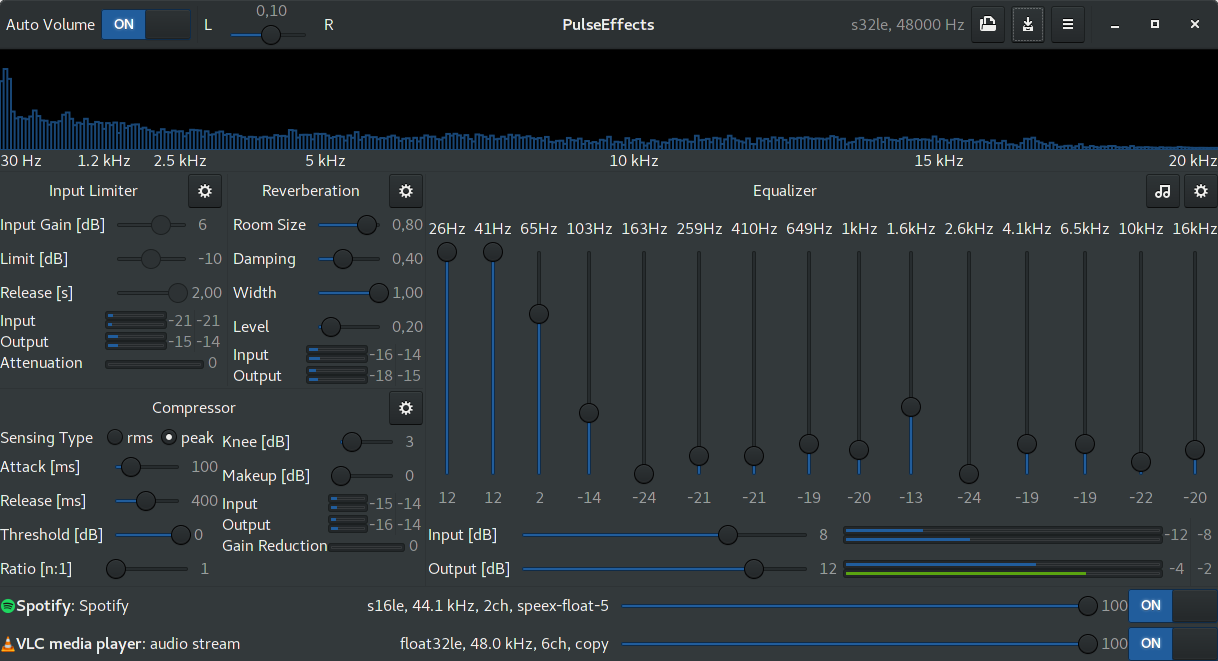 Auto Volume ON L 0,10 R PulseEffects s32le, 48000 Hz
30 Hz 1.2 kHz 2.5 kHz 5 kHz 10 kHz 15 kHz 20 kHz
Input Limiter
Input Gain [dB] 6
Limit [dB] -10
Release [s] 2,00
Input -21 -21
Output -15 -14
Attenuation 0
Reverberation
Room Size 0,80
Damping 0,40
Width 1,00
Level 0,20
Input -16 -14
Output -18 -15
Compressor
Sensing Type rms peak
Attack [ms] 100
Release [ms] 400
Threshold [dB] 0
Ratio [n:1] 1
Knee [dB] 3
Makeup [dB] 0
Input -15 -14
Output -16 -14
Gain Reduction 0
Equalizer
26Hz 41Hz 65Hz 103Hz 163Hz 259Hz 410Hz 649Hz 1kHz 1.6kHz 2.6kHz 4.1kHz 6.5kHz 10kHz 16kHz
12 12 2 -14 -24 -21 -21 -19 -20 -13 -24 -19 -19 -22 -20
Input [dB] 8 -12 -8
Output [dB] 12 -4 -2
Spotify: Spotify s16le, 44.1 kHz, 2ch, speex-float-5 100 ON
VLC media player: audio stream float32le, 48.0 kHz, 6ch, copy 100 ON